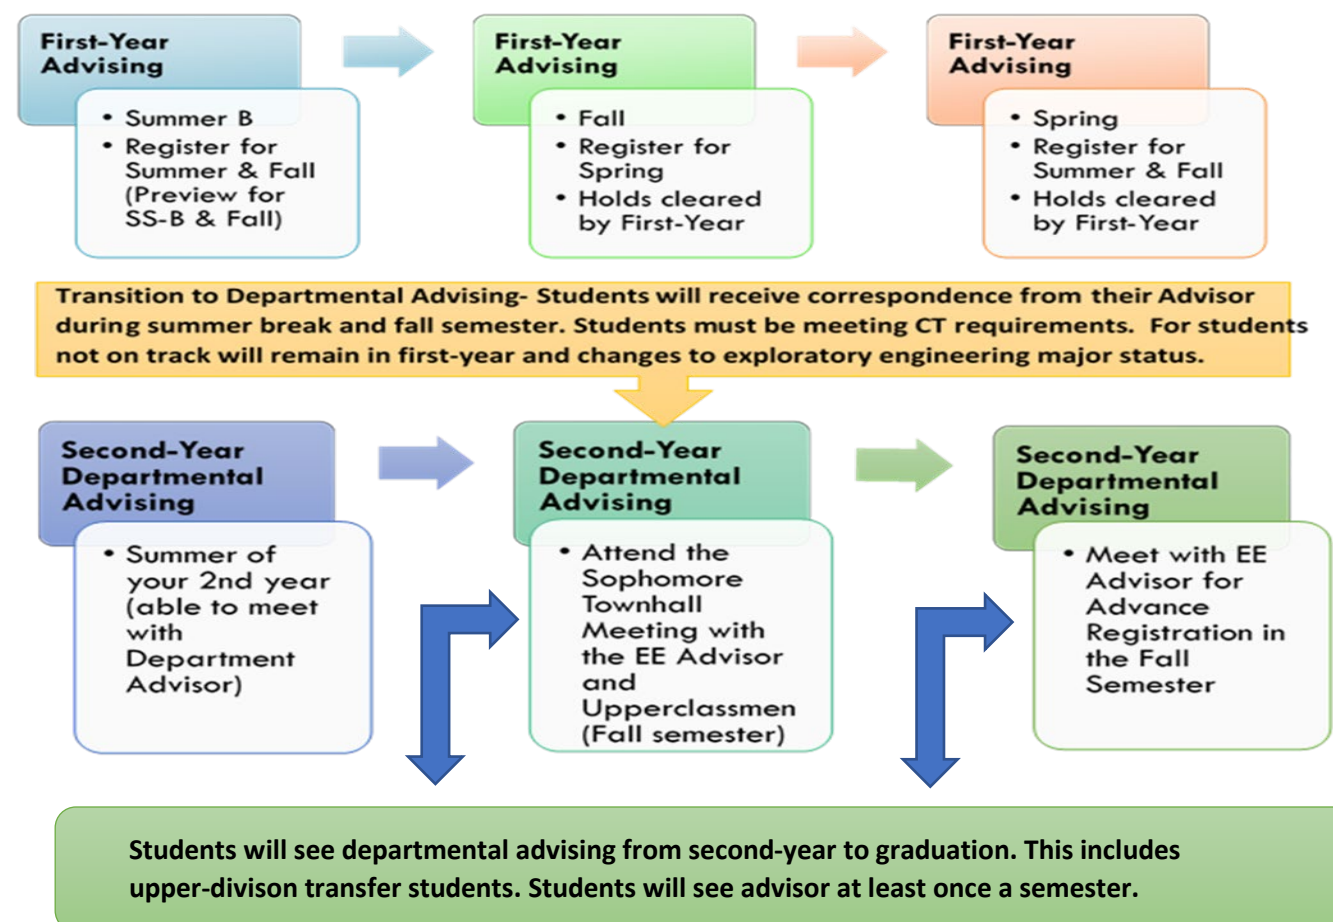 First-Year
Advising
• Summer B
• Register for
Summer & Fall
(Preview for
SS-B & Fall)
First-Year
Advising
• Fall
• Register for
Spring
• Holds cleared
by First-Year
First-Year
Advising
• Spring
• Register for
Summer & Fall
• Holds cleared
by First-Year
Transition to Departmental Advising- Students will receive correspondence from their Advisor
during summer break and fall semester. Students must be meeting CT requirements. For students
not on track will remain in first-year and changes to exploratory engineering major status.
Second-Year
Departmental
Advising
• Summer of
your 2nd year
(able to meet
with
Department
Advisor)
Second-Year
Departmental
Advising
• Attend the
Sophomore
Townhall
Meeting with
the EE Advisor
and
Upperclassmen
(Fall semester)
Second-Year
Departmental
Advising
• Meet with EE
Advisor for
Advance
Registration in
the Fall
Semester
Students will see departmental advising from second-year to graduation. This includes
upper-divison transfer students. Students will see advisor at least once a semester.